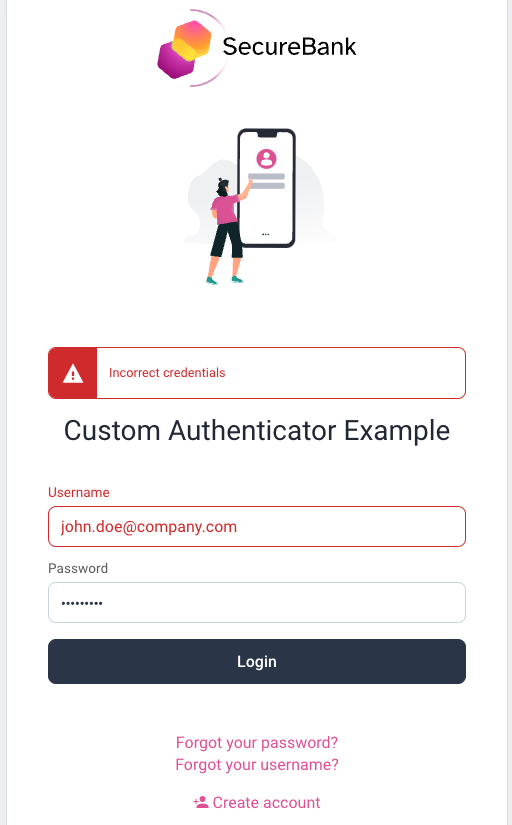 SecureBank
Incorrect credentials
Custom Authenticator Example
Username
john.doe@company.com
Password
•••••••••
Login
Forgot your password?
Forgot your username?
Create account